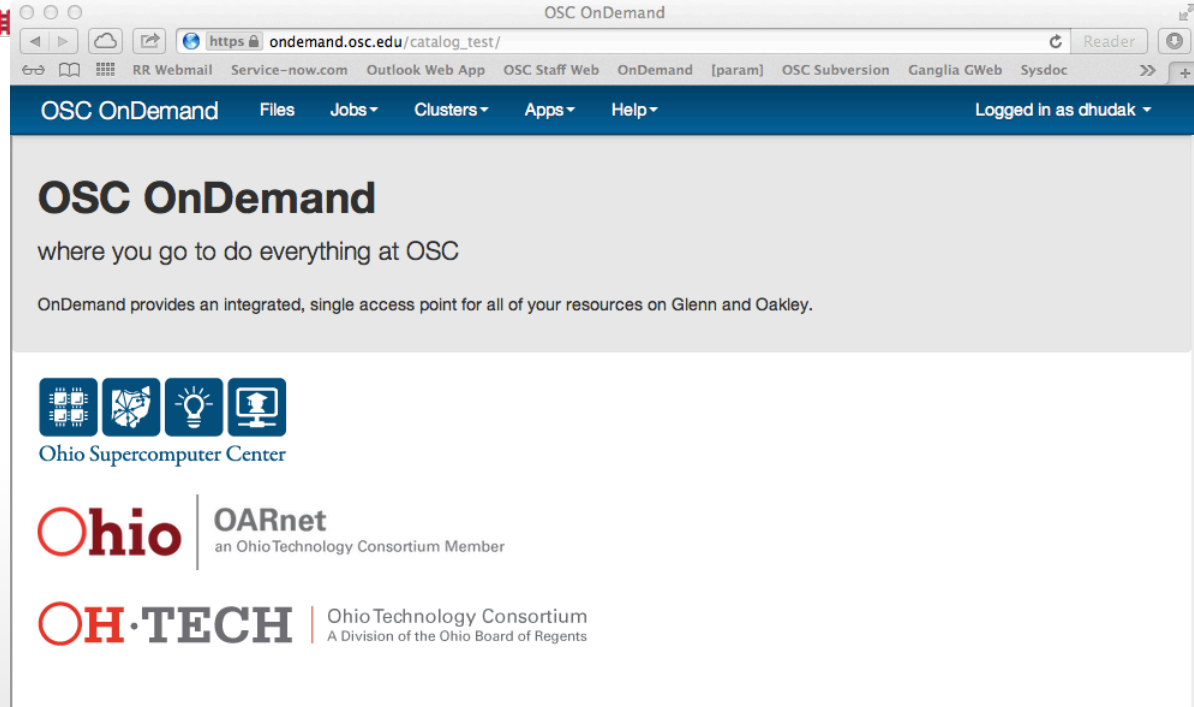 OSC OnDemand
https ondemand.osc.edu/catalog_test/ Reader
RR Webmail Service-now.com Outlook Web App OSC Staff Web OnDemand [param] OSC Subversion Ganglia GWeb Sysdoc >> +
OSC OnDemand Files Jobs Clusters Apps Help Logged in as dhudak
OSC OnDemand
where you go to do everything at OSC
OnDemand provides an integrated, single access point for all of your resources on Glenn and Oakley.
Ohio Supercomputer Center
Ohio OARnet
an Ohio Technology Consortium Member
OH·TECH Ohio Technology Consortium
A Division of the Ohio Board of Regents